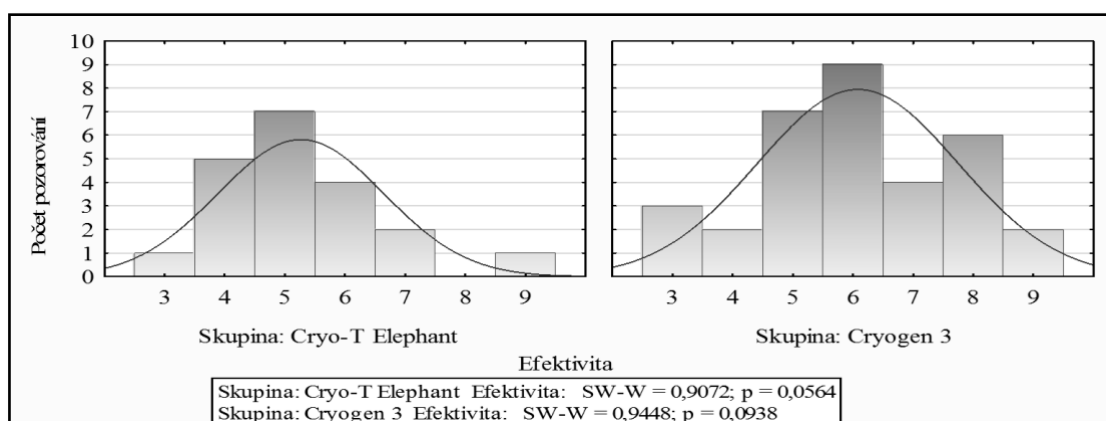 10
9
8
7
6
5
4
3
2
1
0
Počet pozorování
3 4 5 6 7 8 9
Skupina: Cryo-T Elephant
3 4 5 6 7 8 9
Skupina: Cryogen 3
Efektivita
Skupina: Cryo-T Elephant Efektivita: SW-W = 0,9072; p = 0,0564
Skupina: Cryogen 3 Efektivita: SW-W = 0,9448; p = 0,0938